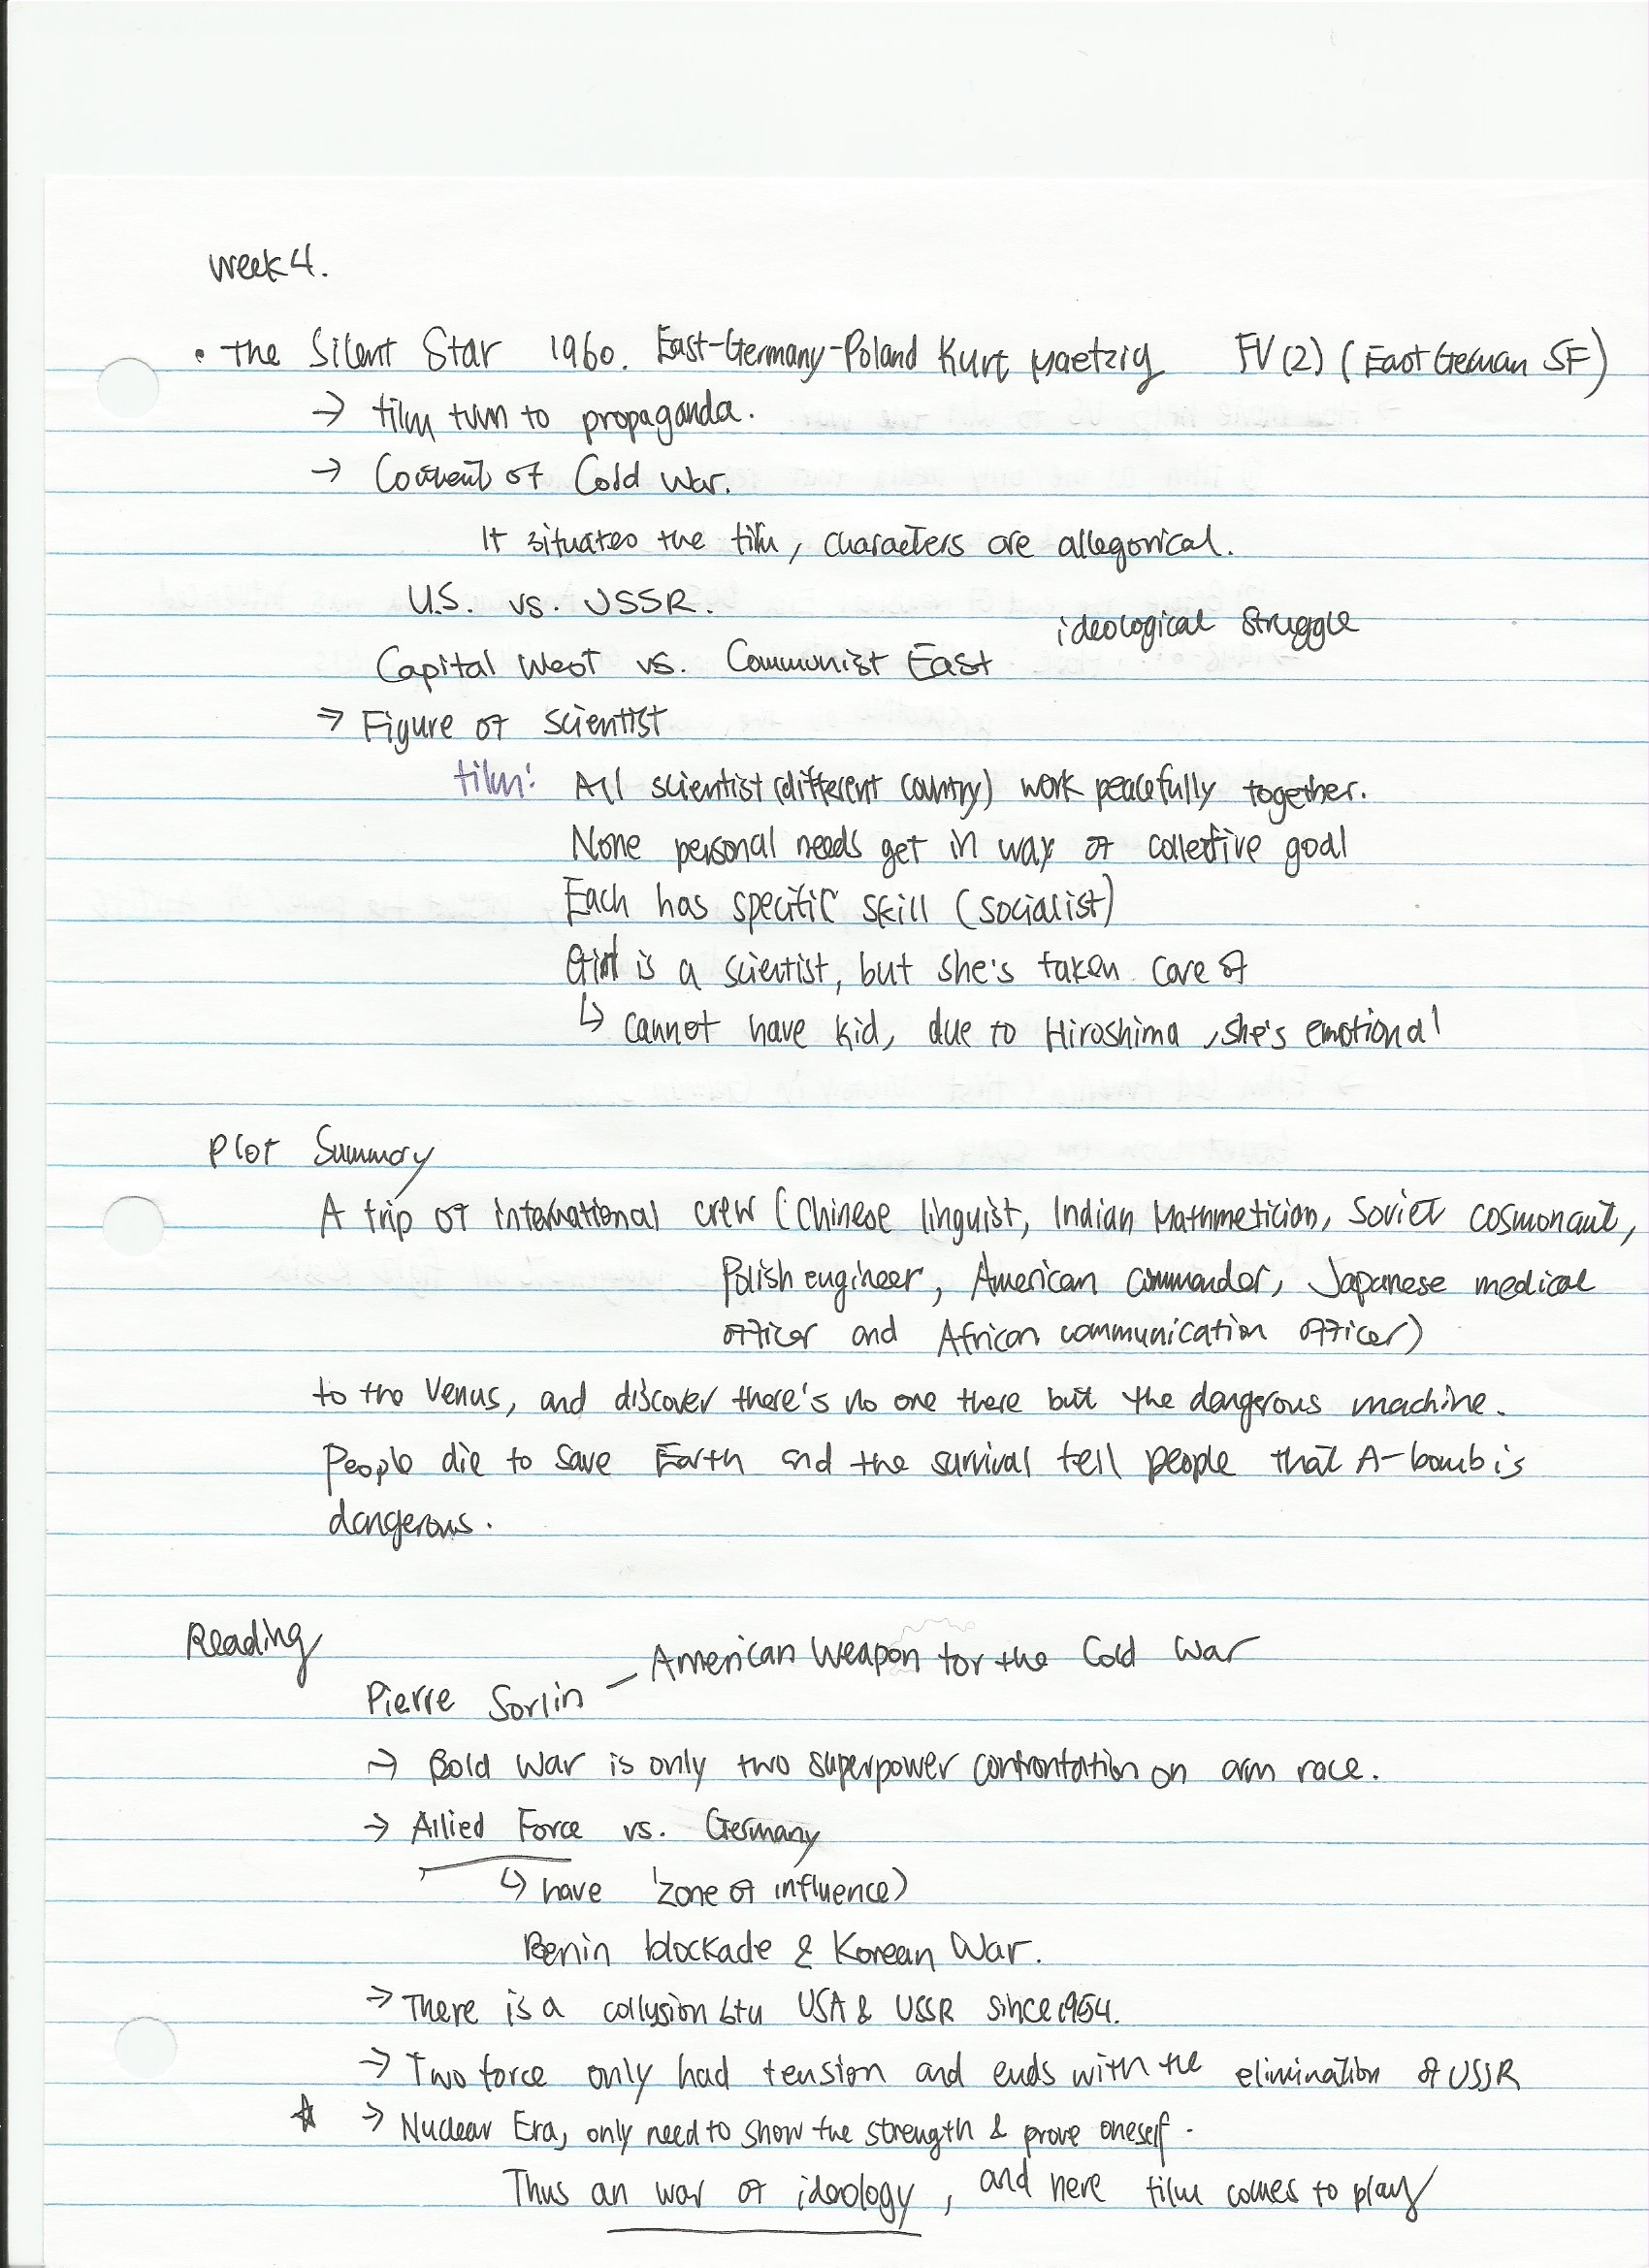 Week 4.
• The Silent Star 1960. East-Germany-Poland Kurt Maetzig FV (2) (East German SF)
→ film turn to propaganda.
→ Context of Cold War.
It situates the film, characters are allegorical.
U.S. vs. USSR.
ideological struggle
Capital West vs. Communist East
⇒ Figure of scientist
film: All scientist (different country) work peacefully together.
None personal needs get in way of collective goal
Each has specific skill (socialist)
Girl is a scientist, but she's taken care of
↳ cannot have kid, due to Hiroshima, she's emotional
Plot Summary
A trip of international crew (Chinese linguist, Indian Mathmetician, Soviet cosmonaut,
Polish engineer, American commander, Japanese medical
officer and African communication officer)
to the Venus, and discover there's no one there but the dangerous machine.
People die to save Earth and the survival tell people that A-bomb is
dangerous.
Reading
Pierre Sorlin – American Weapon for the Cold War
→ Cold War is only two superpower confrontation on arm race.
→ Allied Force vs. Germany
↳ have 'zone of influence)
Berlin blockade & Korean War.
→ There is a collusion btw USA & USSR since 1954.
→ Two force only had tension and ends with the elimination of USSR
☆ → Nuclear Era, only need to show the strength & prove oneself.
Thus an war of ideology, and here film comes to play